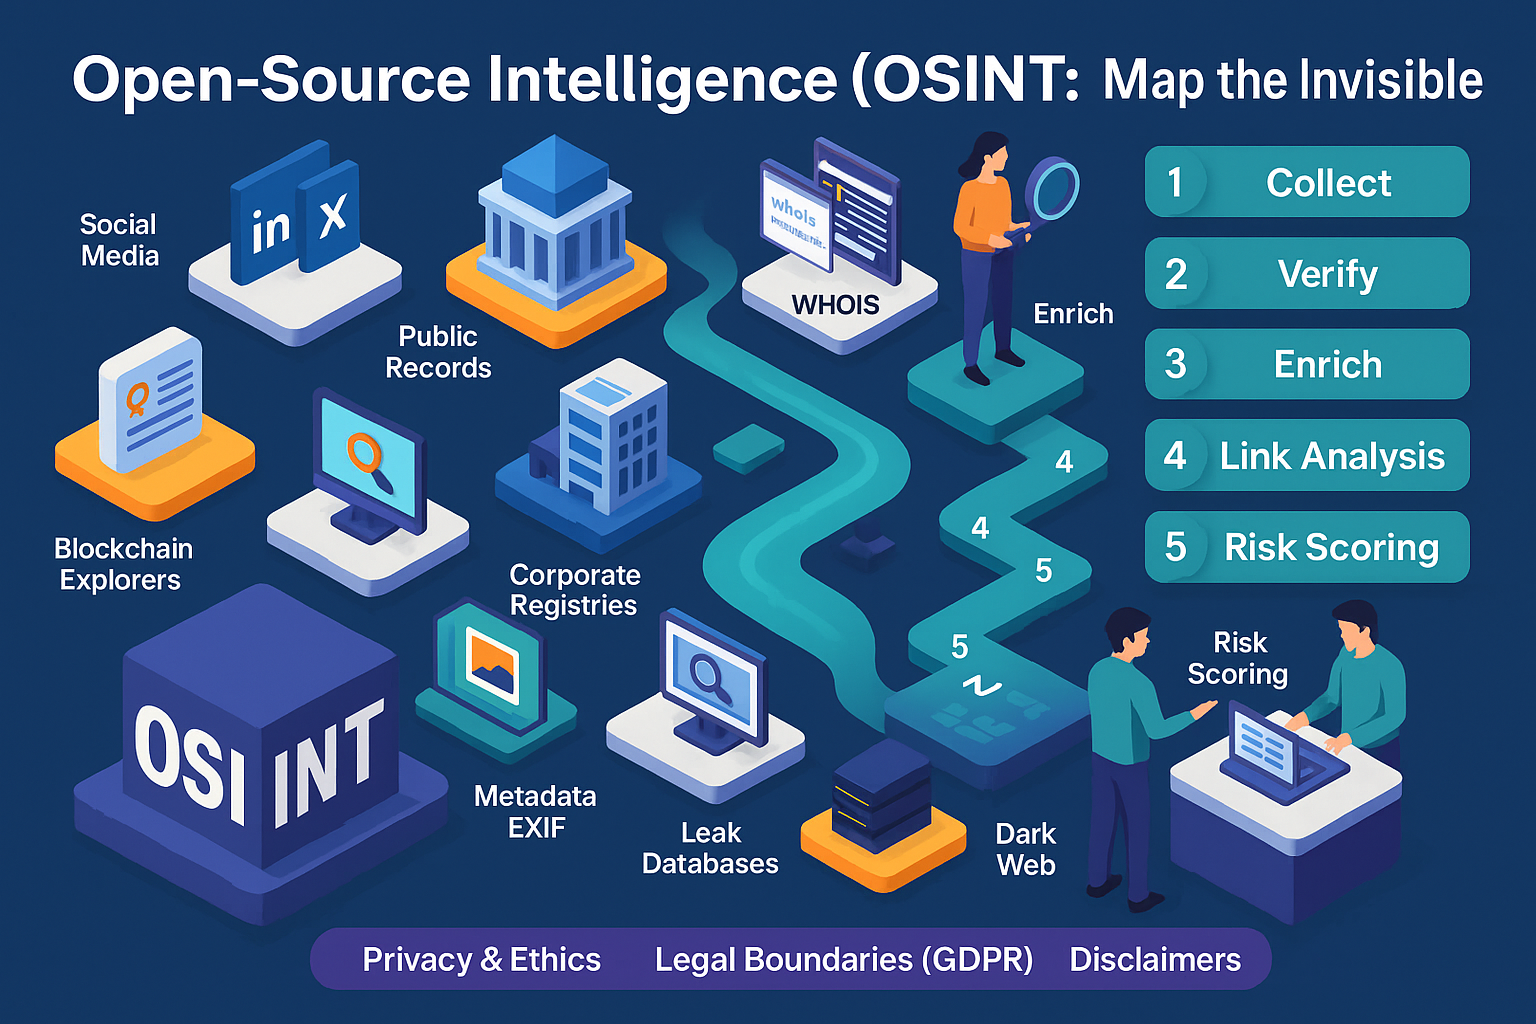 Open-Source Intelligence (OSINT: Map the Invisible
Social
Media
in X
Public
Records
whois
WHOIS
Enrich
1 Collect
2 Verify
3 Enrich
4 Link Analysis
5 Risk Scoring
Blockchain
Explorers
Corporate
Registries
4
4
5
5
OSI INT
Metadata
EXIF
Leak
Databases
Dark
Web
Risk
Scoring
Privacy & Ethics Legal Boundaries (GDPR) Disclaimers